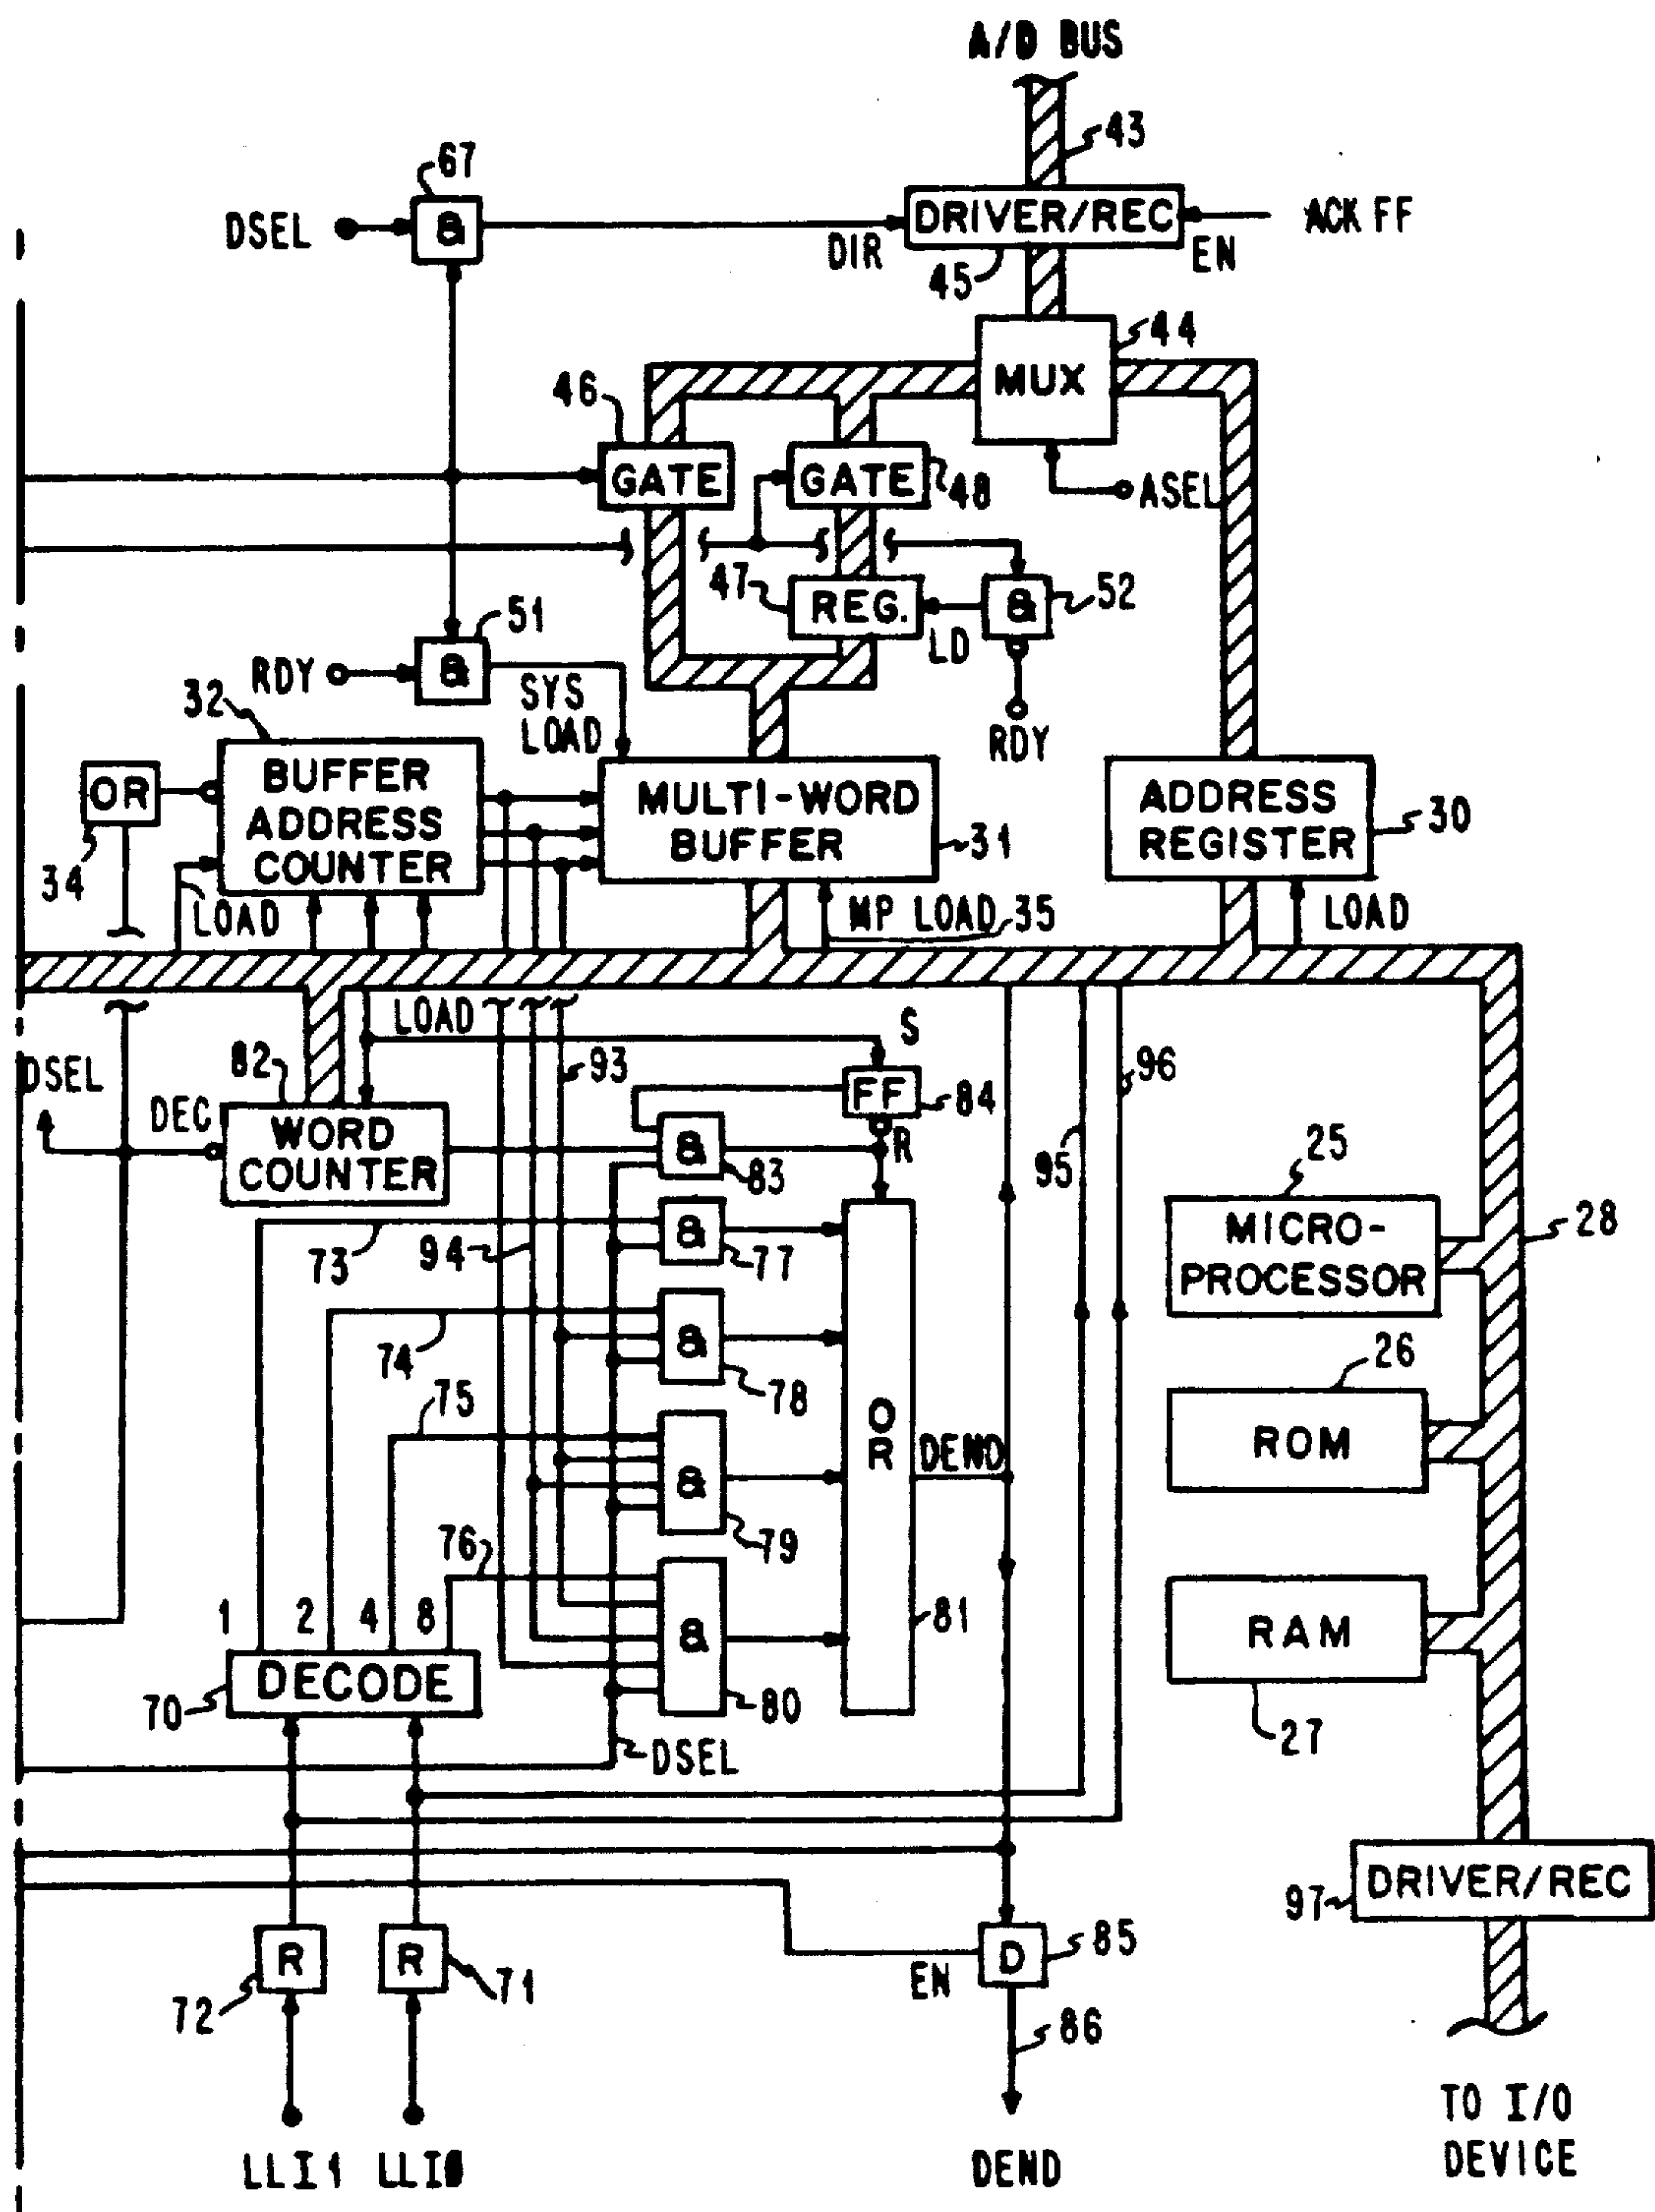 A/D BUS
43
67
DSEL
&
DIR
DRIVER/REC
ACK FF
EN
45
44
MUX
46
GATE
GATE
48
ASEL
47
REG.
LD
&
52
51
RDY
&
SYS
LOAD
RDY
32
OR
34
BUFFER
ADDRESS
COUNTER
MULTI-WORD
BUFFER
31
ADDRESS
REGISTER
30
LOAD
MP LOAD
35
LOAD
LOAD
S
DSEL
82
DEC
WORD
COUNTER
93
FF
84
R
96
&
83
95
25
MICRO-
PROCESSOR
28
73
94
&
77
74
&
78
26
ROM
75
&
79
OR
DEND
76
&
80
81
RAM
27
1 2 4 8
DECODE
70
DSEL
97
DRIVER/REC
R
72
R
71
EN
D
85
86
LLI1
LLI0
DEND
TO I/O
DEVICE